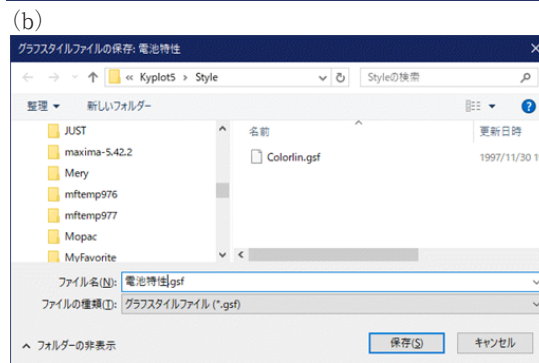 (b)
グラフスタイルファイルの保存: 電池特性
« Kyplot5 › Style
Styleの検索
整理 新しいフォルダー
名前 更新日時
JUST
maxima-5.42.2
Colorlin.gsf 1997/11/30 1
Mery
mftemp976
mftemp977
Mopac
MyFavorite
ファイル名(N): 電池特性.gsf
ファイルの種類(T): グラフスタイルファイル (*.gsf)
フォルダーの非表示
保存(S) キャンセル